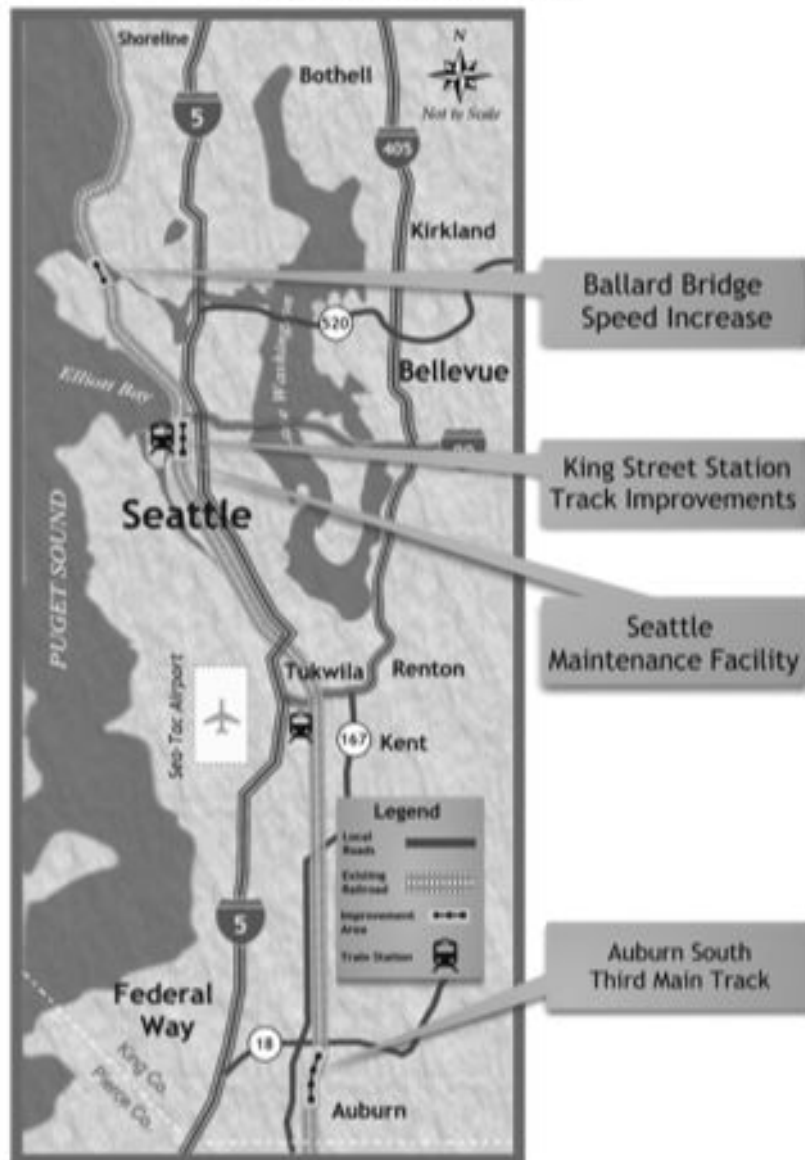 Shoreline
Bothell
N
Not to Scale
5
405
Kirkland
Ballard Bridge
Speed Increase
520
Bellevue
Elliott Bay
Washington
King Street Station
Track Improvements
Seattle
PUGET SOUND
Seattle
Maintenance Facility
Tukwila
Renton
Sea-Tac Airport
167
Kent
Legend
Local
Roads
Existing
Railroad
Improvement
Area
Train Station
5
Auburn South
Third Main Track
Federal
Way
18
King Co.
Pierce Co.
Auburn